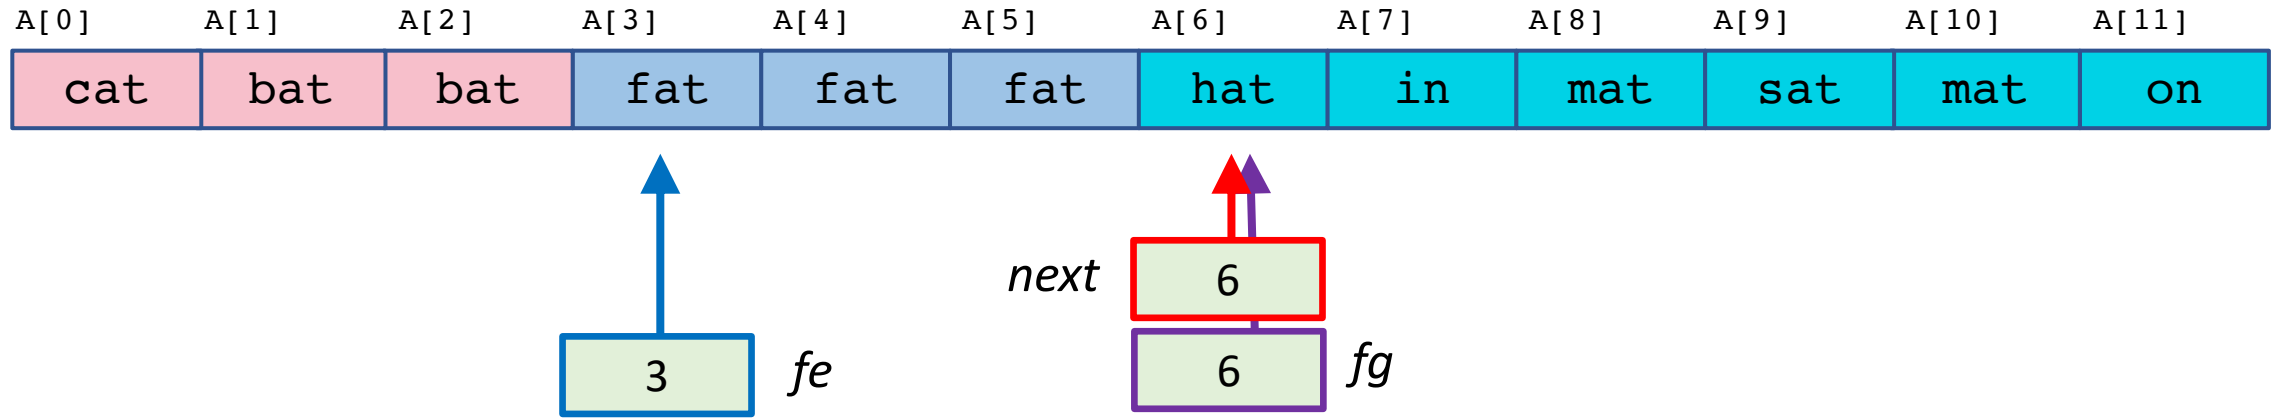 A[0] A[1] A[2] A[3] A[4] A[5] A[6] A[7] A[8] A[9] A[10] A[11]
cat bat bat fat fat fat hat in mat sat mat on
next 6
3 fe 6 fg